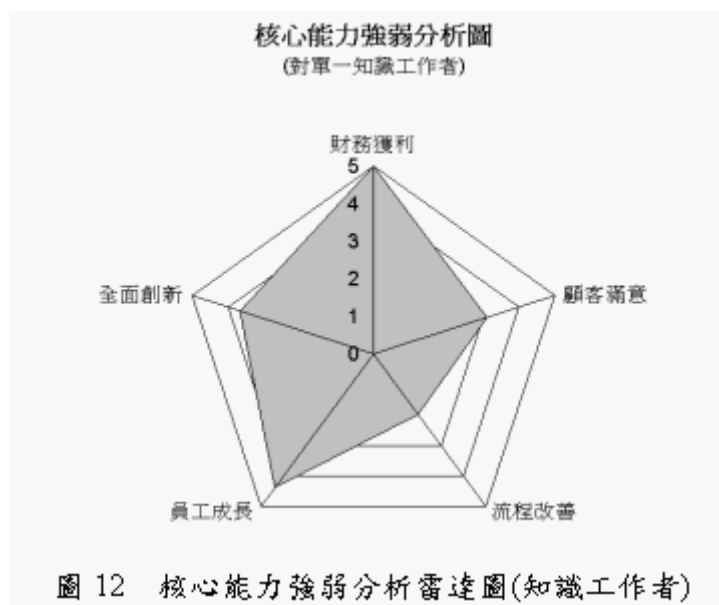 核心能力強弱分析圖
(對單一知識工作者)
財務獲利
5
4
3
2
1
0
全面創新
顧客滿意
員工成長
流程改善
圖 12 核心能力強弱分析雷達圖(知識工作者)